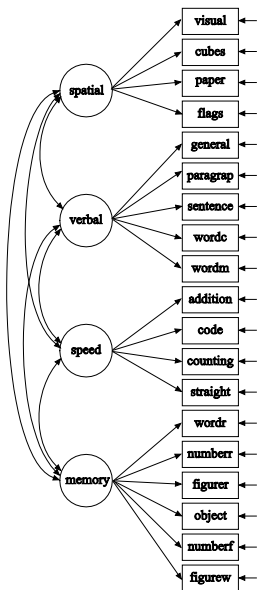 visual
cubes
spatial
paper
flags
general
paragrap
verbal
sentence
wordc
wordm
addition
code
speed
counting
straight
wordr
numberr
memory
figurer
object
numberf
figurew